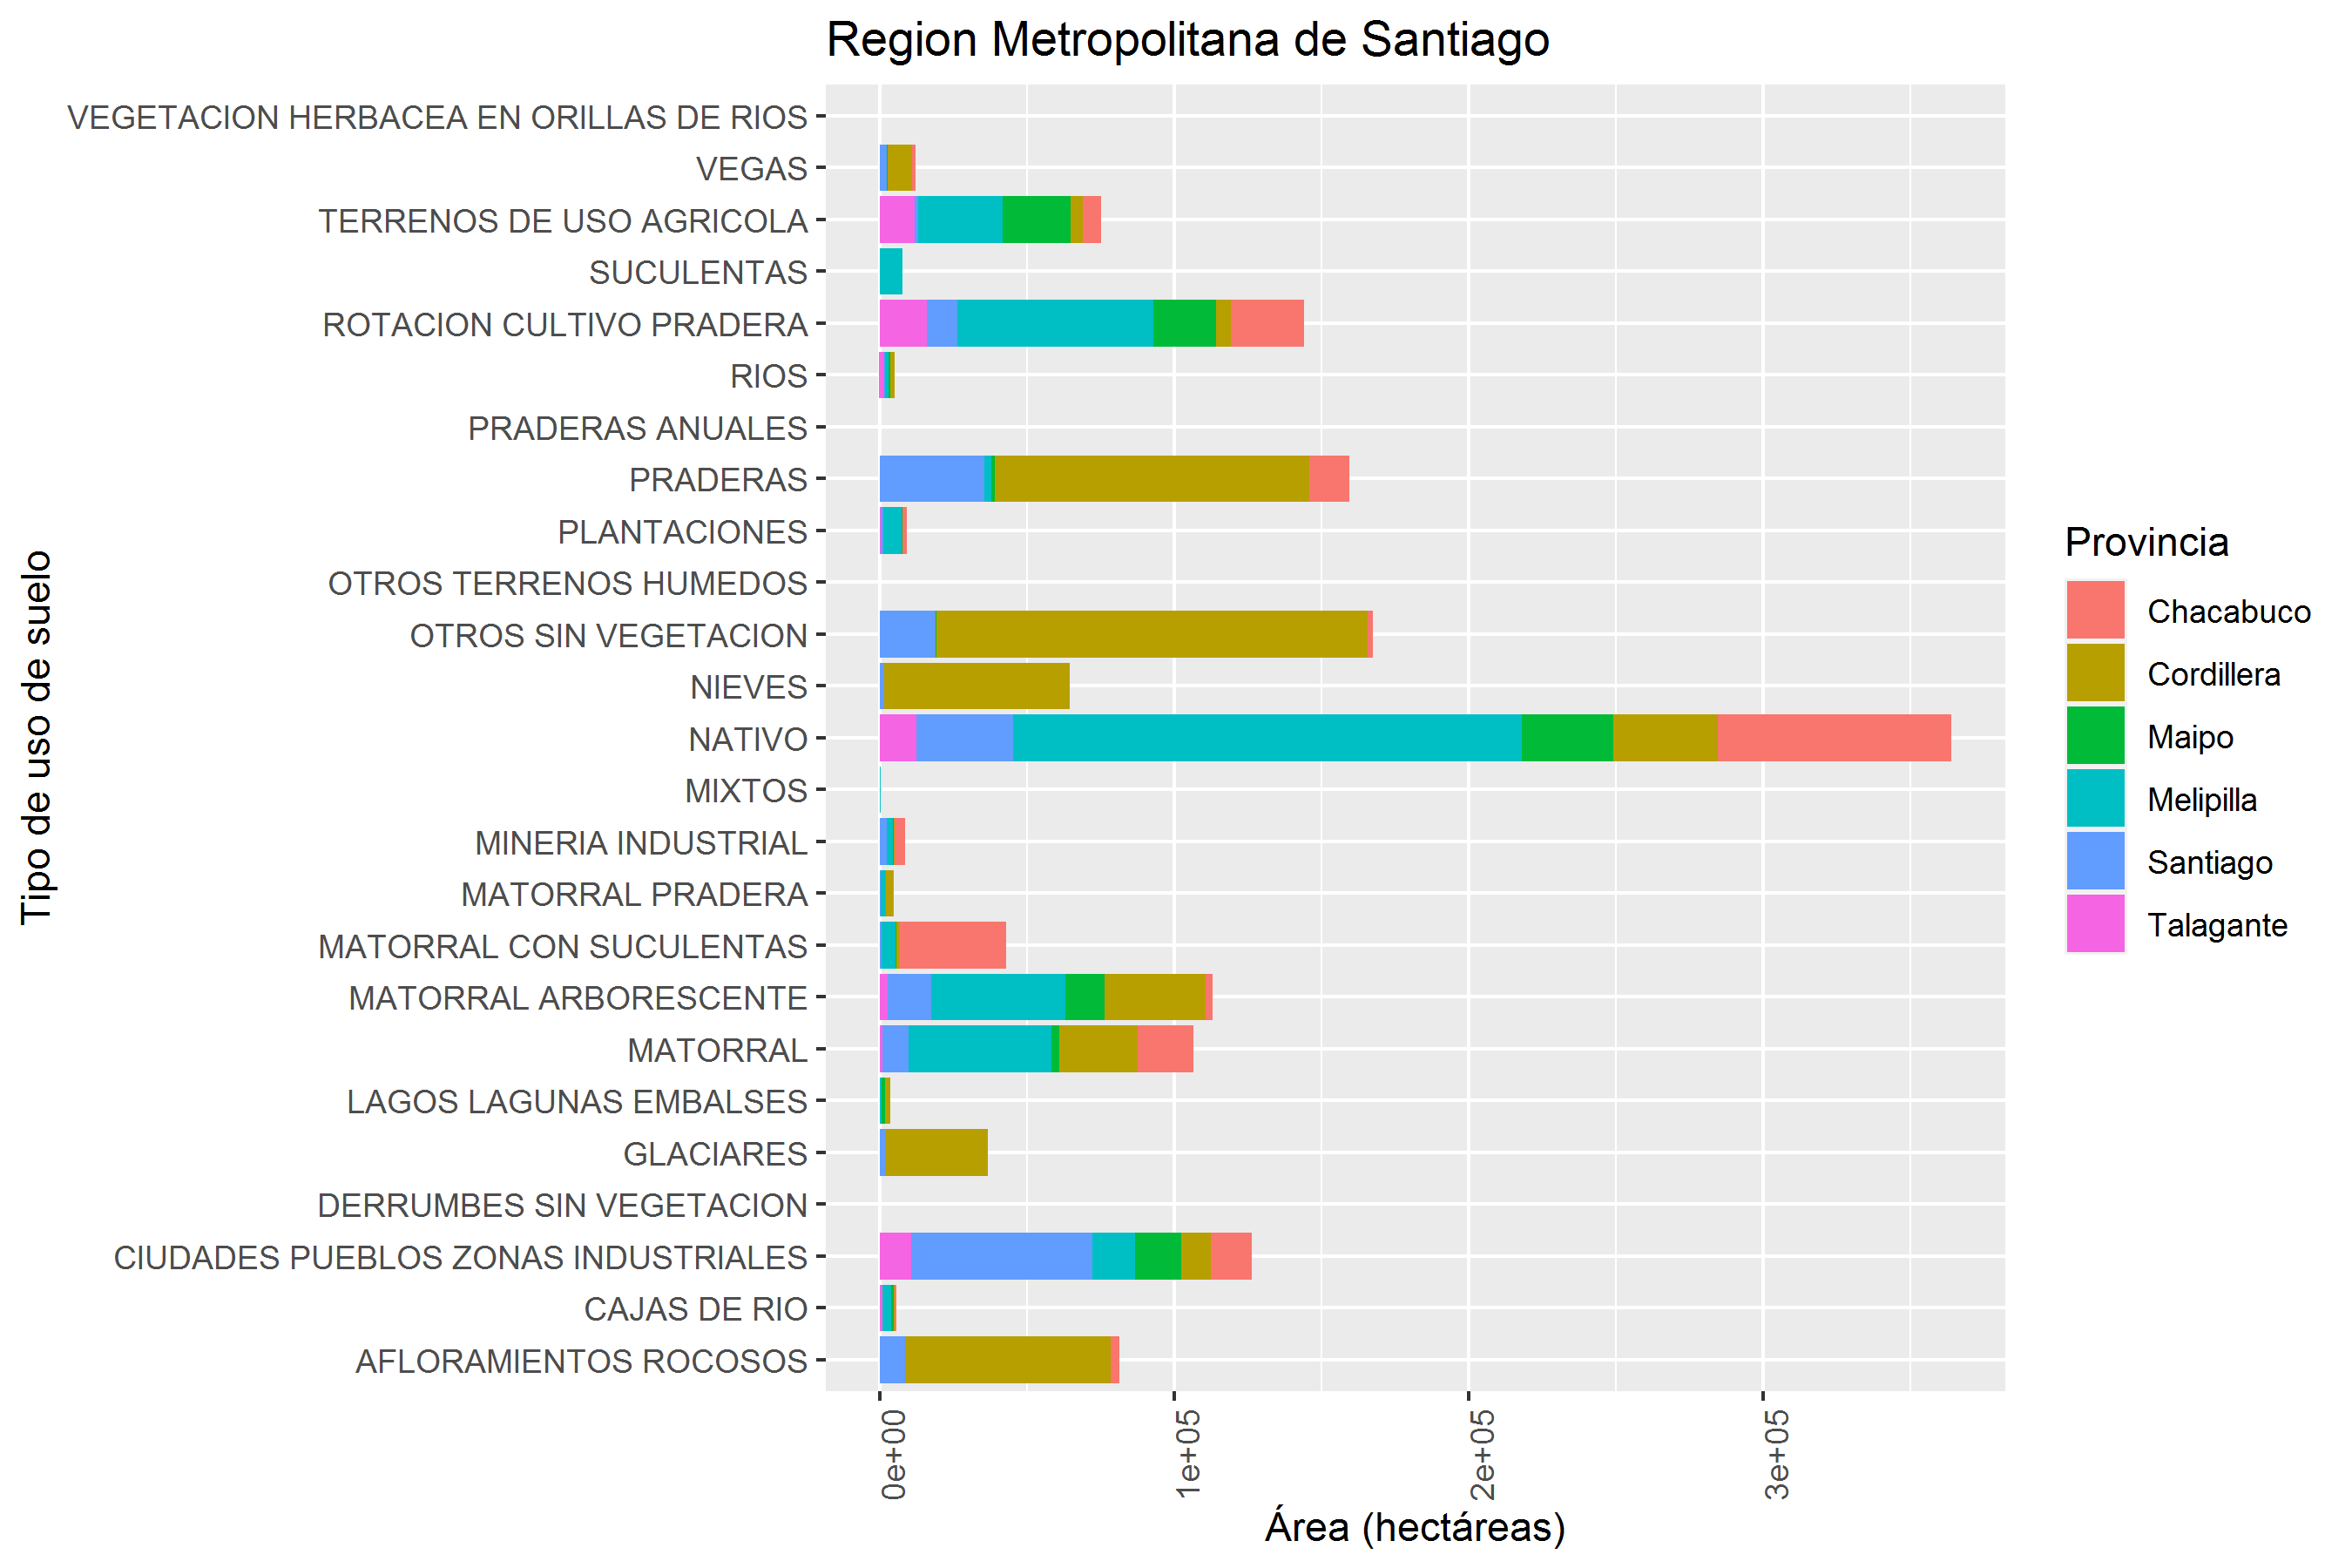 Region Metropolitana de Santiago
VEGETACION HERBACEA EN ORILLAS DE RIOS
VEGAS
TERRENOS DE USO AGRICOLA
SUCULENTAS
ROTACION CULTIVO PRADERA
RIOS
PRADERAS ANUALES
PRADERAS
PLANTACIONES
OTROS TERRENOS HUMEDOS
OTROS SIN VEGETACION
NIEVES
NATIVO
MIXTOS
MINERIA INDUSTRIAL
MATORRAL PRADERA
MATORRAL CON SUCULENTAS
MATORRAL ARBORESCENTE
MATORRAL
LAGOS LAGUNAS EMBALSES
GLACIARES
DERRUMBES SIN VEGETACION
CIUDADES PUEBLOS ZONAS INDUSTRIALES
CAJAS DE RIO
AFLORAMIENTOS ROCOSOS
Tipo de uso de suelo
0e+00
1e+05
2e+05
3e+05
Área (hectáreas)
Provincia
Chacabuco
Cordillera
Maipo
Melipilla
Santiago
Talagante